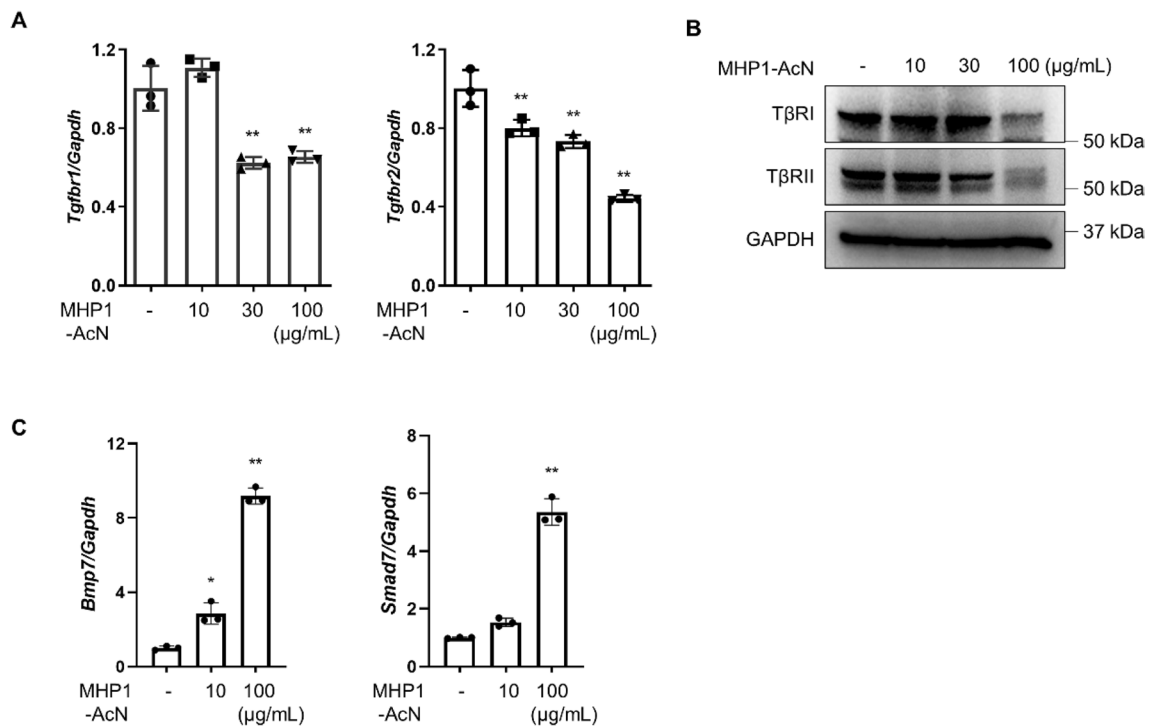 A
1.2
0.8
0.4
0.0
Tgfbr1/Gapdh
** **
MHP1 - 10 30 100
-AcN (µg/mL)
1.2
0.8
0.4
0.0
Tgfbr2/Gapdh
** ** **
MHP1 - 10 30 100
-AcN (µg/mL)
B
MHP1-AcN - 10 30 100 (µg/mL)
TβRI
50 kDa
TβRII
50 kDa
GAPDH
37 kDa
C
12
8
4
0
Bmp7/Gapdh
* **
MHP1 - 10 100
-AcN (µg/mL)
8
6
4
2
0
Smad7/Gapdh
**
MHP1 - 10 100
-AcN (µg/mL)